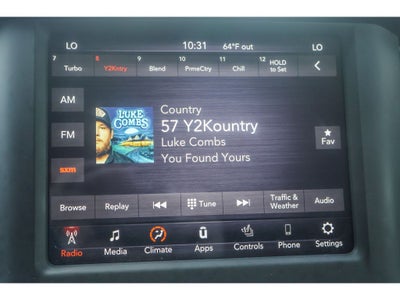 LO 10:31 64°F out LO
7 Turbo 8 Y2Kntry 9 Blend 10 PrmeCtry 11 Chill 12 HOLD to Set
AM
FM
sxm
LUKE COMBS
Country
57 Y2Kountry
Luke Combs
You Found Yours
Fav
Browse Replay Tune Traffic & Weather Audio
Radio Media Climate Apps Controls Phone Settings